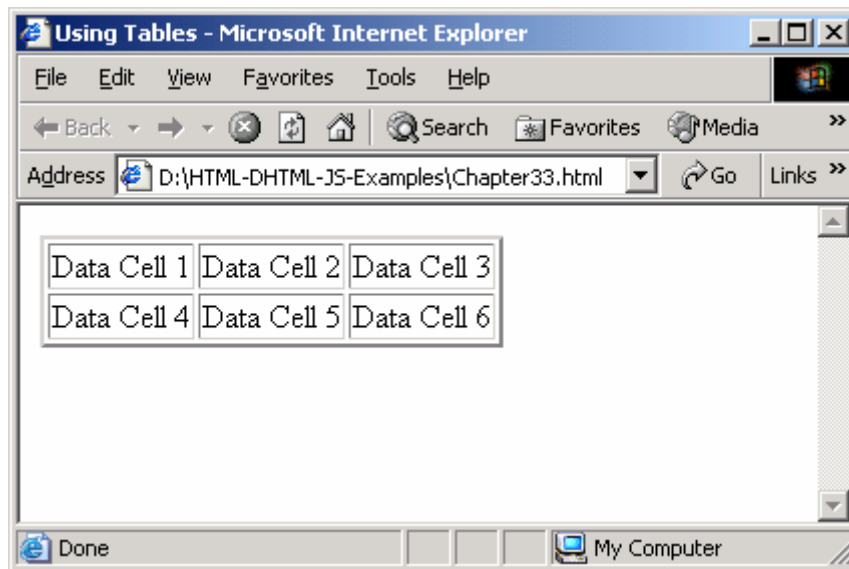 Using Tables - Microsoft Internet Explorer
File Edit View Favorites Tools Help
Back Search Favorites Media »
Address D:\HTML-DHTML-JS-Examples\Chapter33.html Go Links »
Data Cell 1 Data Cell 2 Data Cell 3
Data Cell 4 Data Cell 5 Data Cell 6
Done My Computer